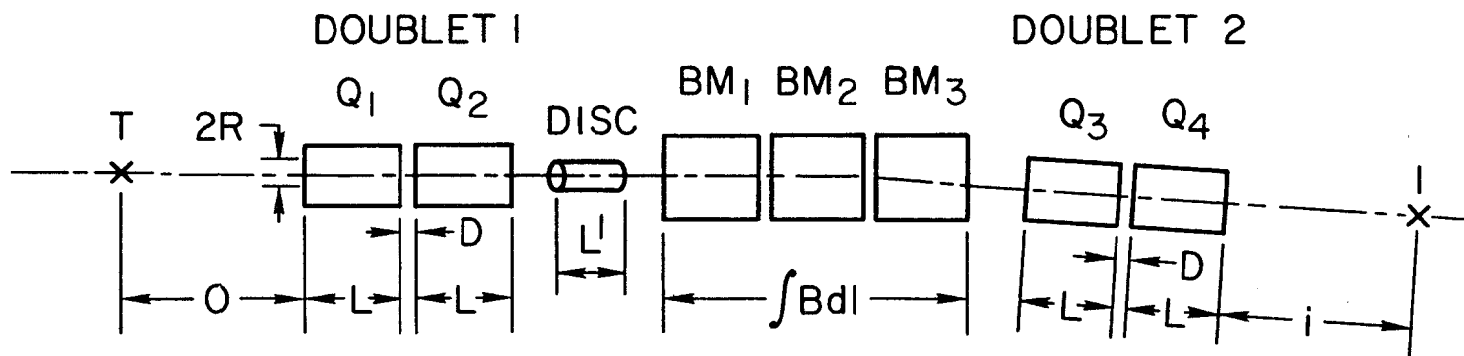 DOUBLET 1 DOUBLET 2
BM1 BM2 BM3
Q1 Q2 Q3 Q4
T 2R DISC I
D L' D
O L L ∫Bdl L L i